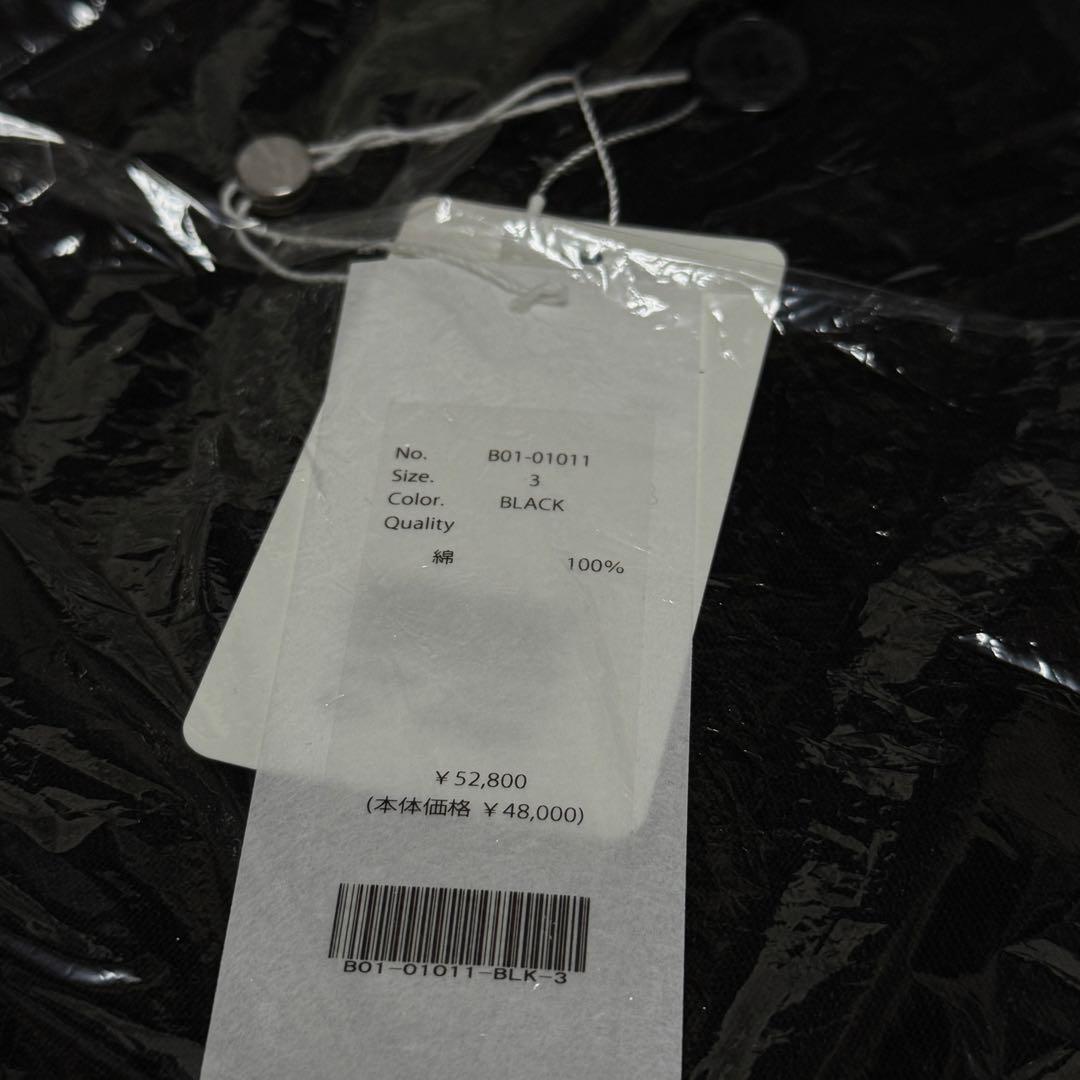 No. B01-01011
Size. 3
Color. BLACK
Quality
綿 100%
¥52,800
(本体価格 ¥48,000)
B01-01011-BLK-3